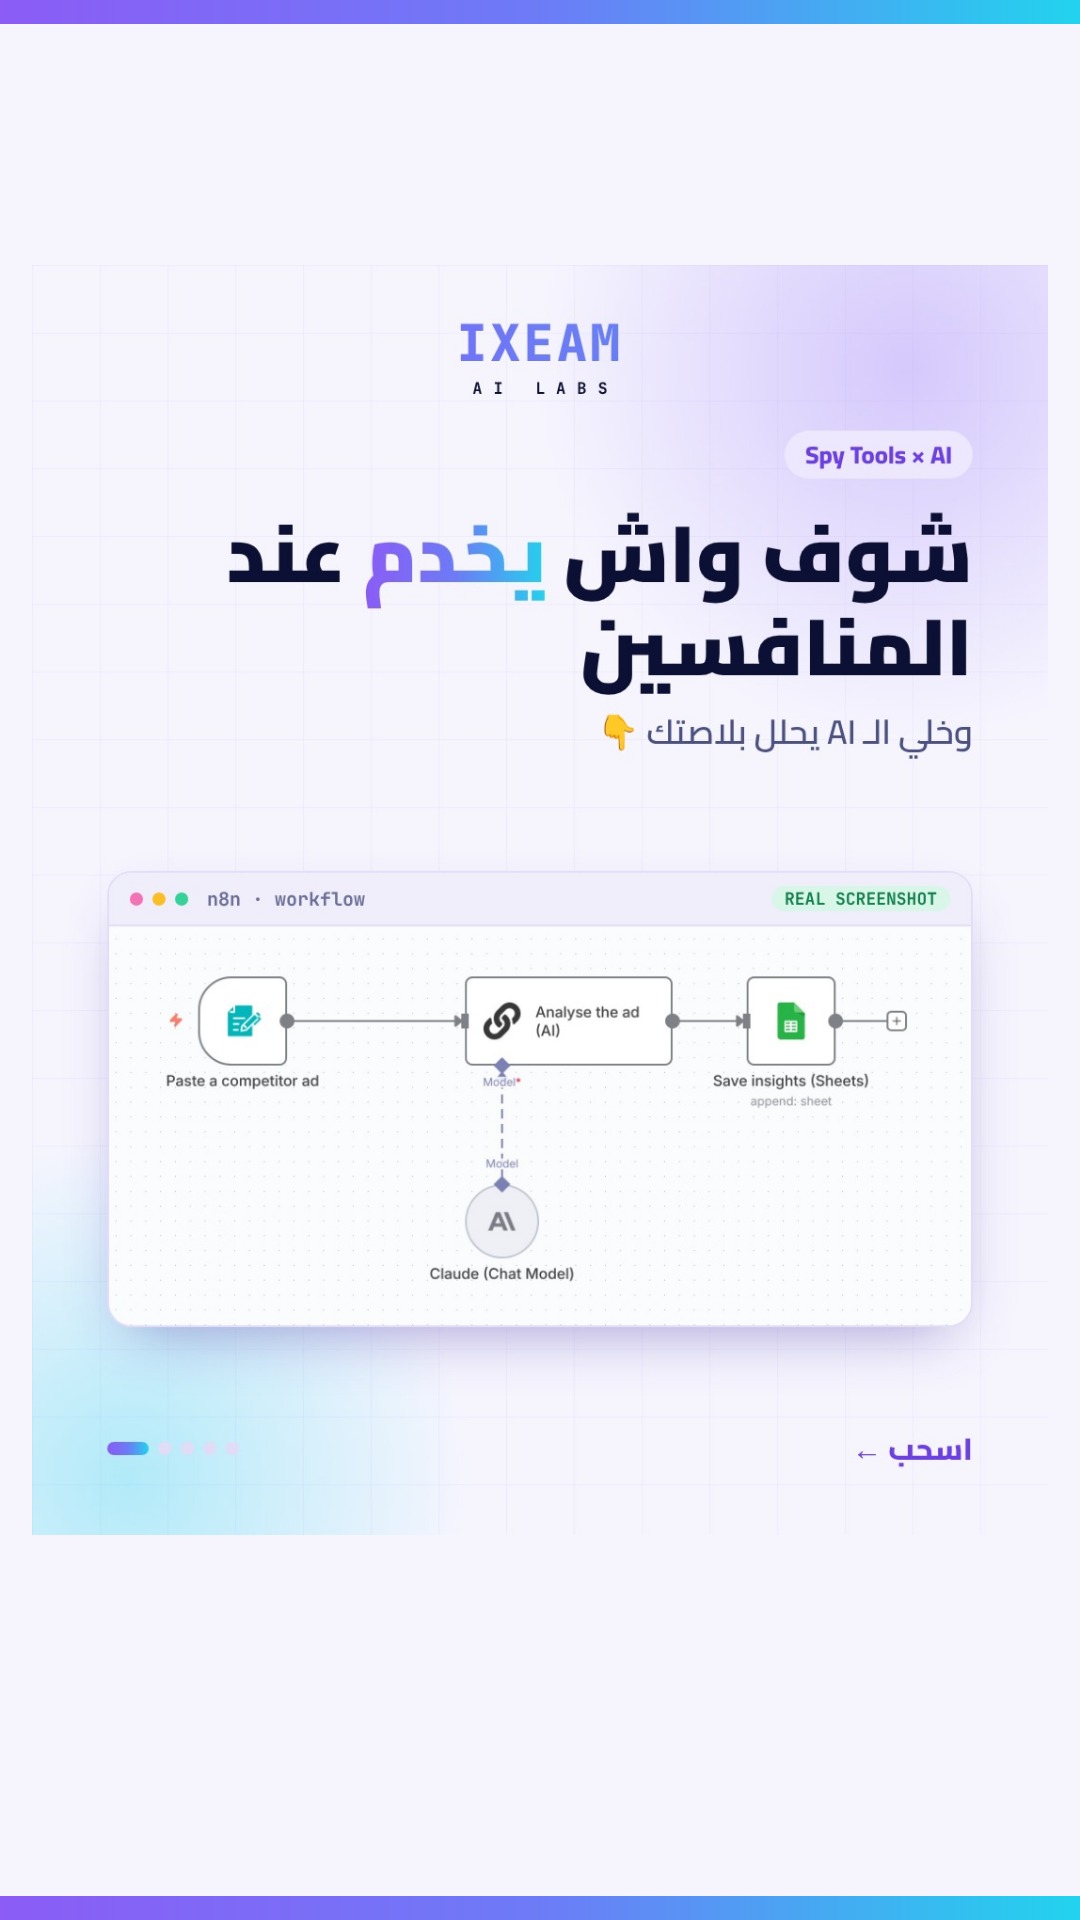 IXEAM
AI LABS
Spy Tools × AI
شوف واش يخدم عند
المنافسين
وخلي الـ AI يحلل بلاصتك 👇
n8n · workflow
REAL SCREENSHOT
Paste a competitor ad
Analyse the ad
(AI)
Model*
Save insights (Sheets)
append: sheet
Model
Claude (Chat Model)
اسحب ←